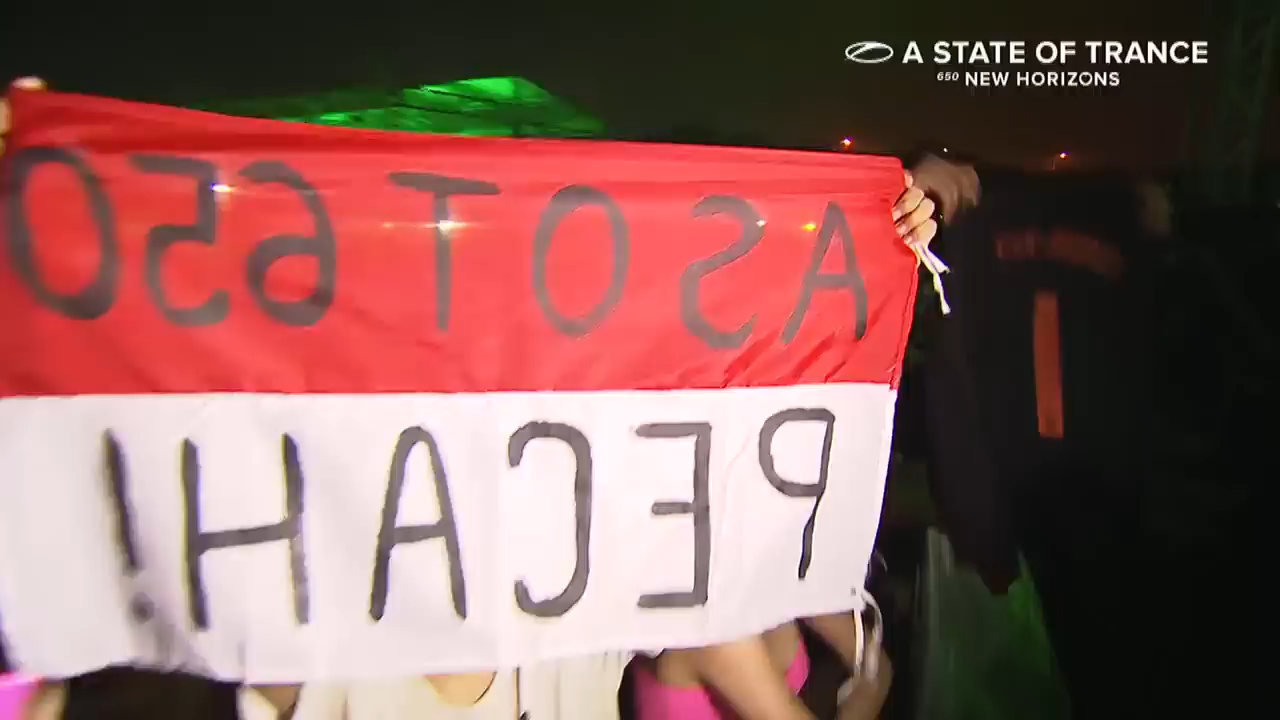 A STATE OF TRANCE
650 NEW HORIZONS
ASOT 650
PECAH!